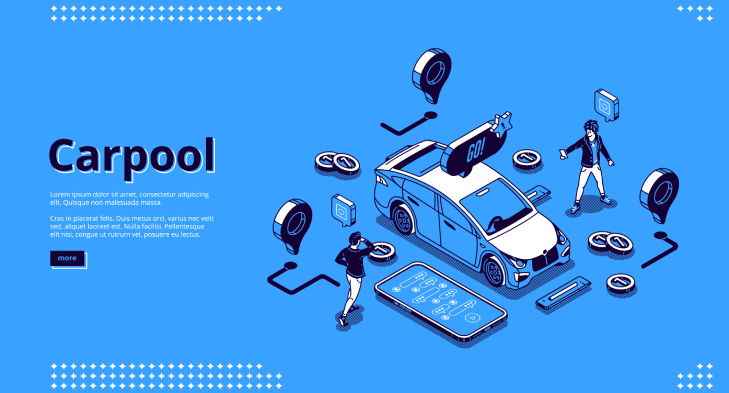 Carpool
Lorem ipsum dolor sit amet, consectetur adipiscing
elit. Quisque non malesuada massa.
Cras in placerat felis. Duis metus orci, varius nec velit
sed, aliquet laoreet est. Nulla facilisi. Pellentesque
elit nisi, congue ut rutrum vel, posuere eu lectus.
more
GO!